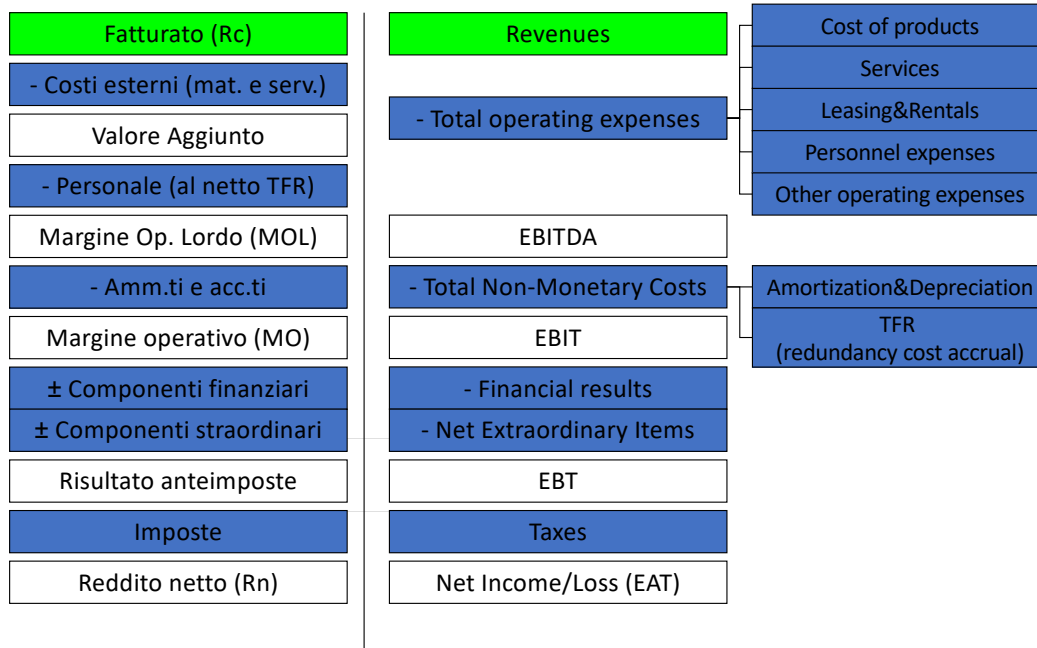 Fatturato (Rc)
- Costi esterni (mat. e serv.)
Valore Aggiunto
- Personale (al netto TFR)
Margine Op. Lordo (MOL)
- Amm.ti e acc.ti
Margine operativo (MO)
± Componenti finanziari
± Componenti straordinari
Risultato anteimposte
Imposte
Reddito netto (Rn)
Revenues
- Total operating expenses
EBITDA
- Total Non-Monetary Costs
EBIT
- Financial results
- Net Extraordinary Items
EBT
Taxes
Net Income/Loss (EAT)
Cost of products
Services
Leasing&Rentals
Personnel expenses
Other operating expenses
Amortization&Depreciation
TFR
(redundancy cost accrual)